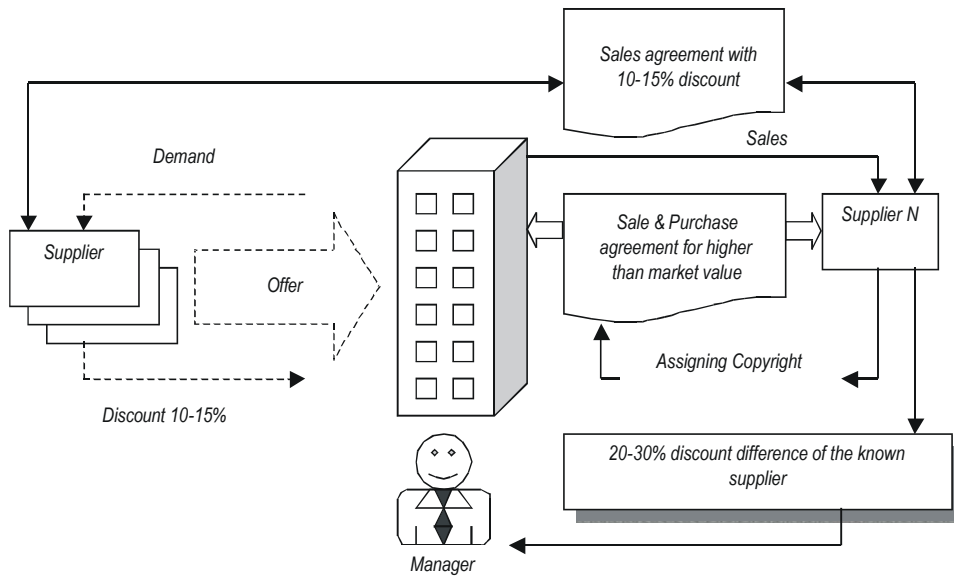 Sales agreement with
10-15% discount
Sales
Demand
Supplier
Offer
Sale & Purchase
agreement for higher
than market value
Supplier N
Assigning Copyright
Discount 10-15%
20-30% discount difference of the known
supplier
Manager